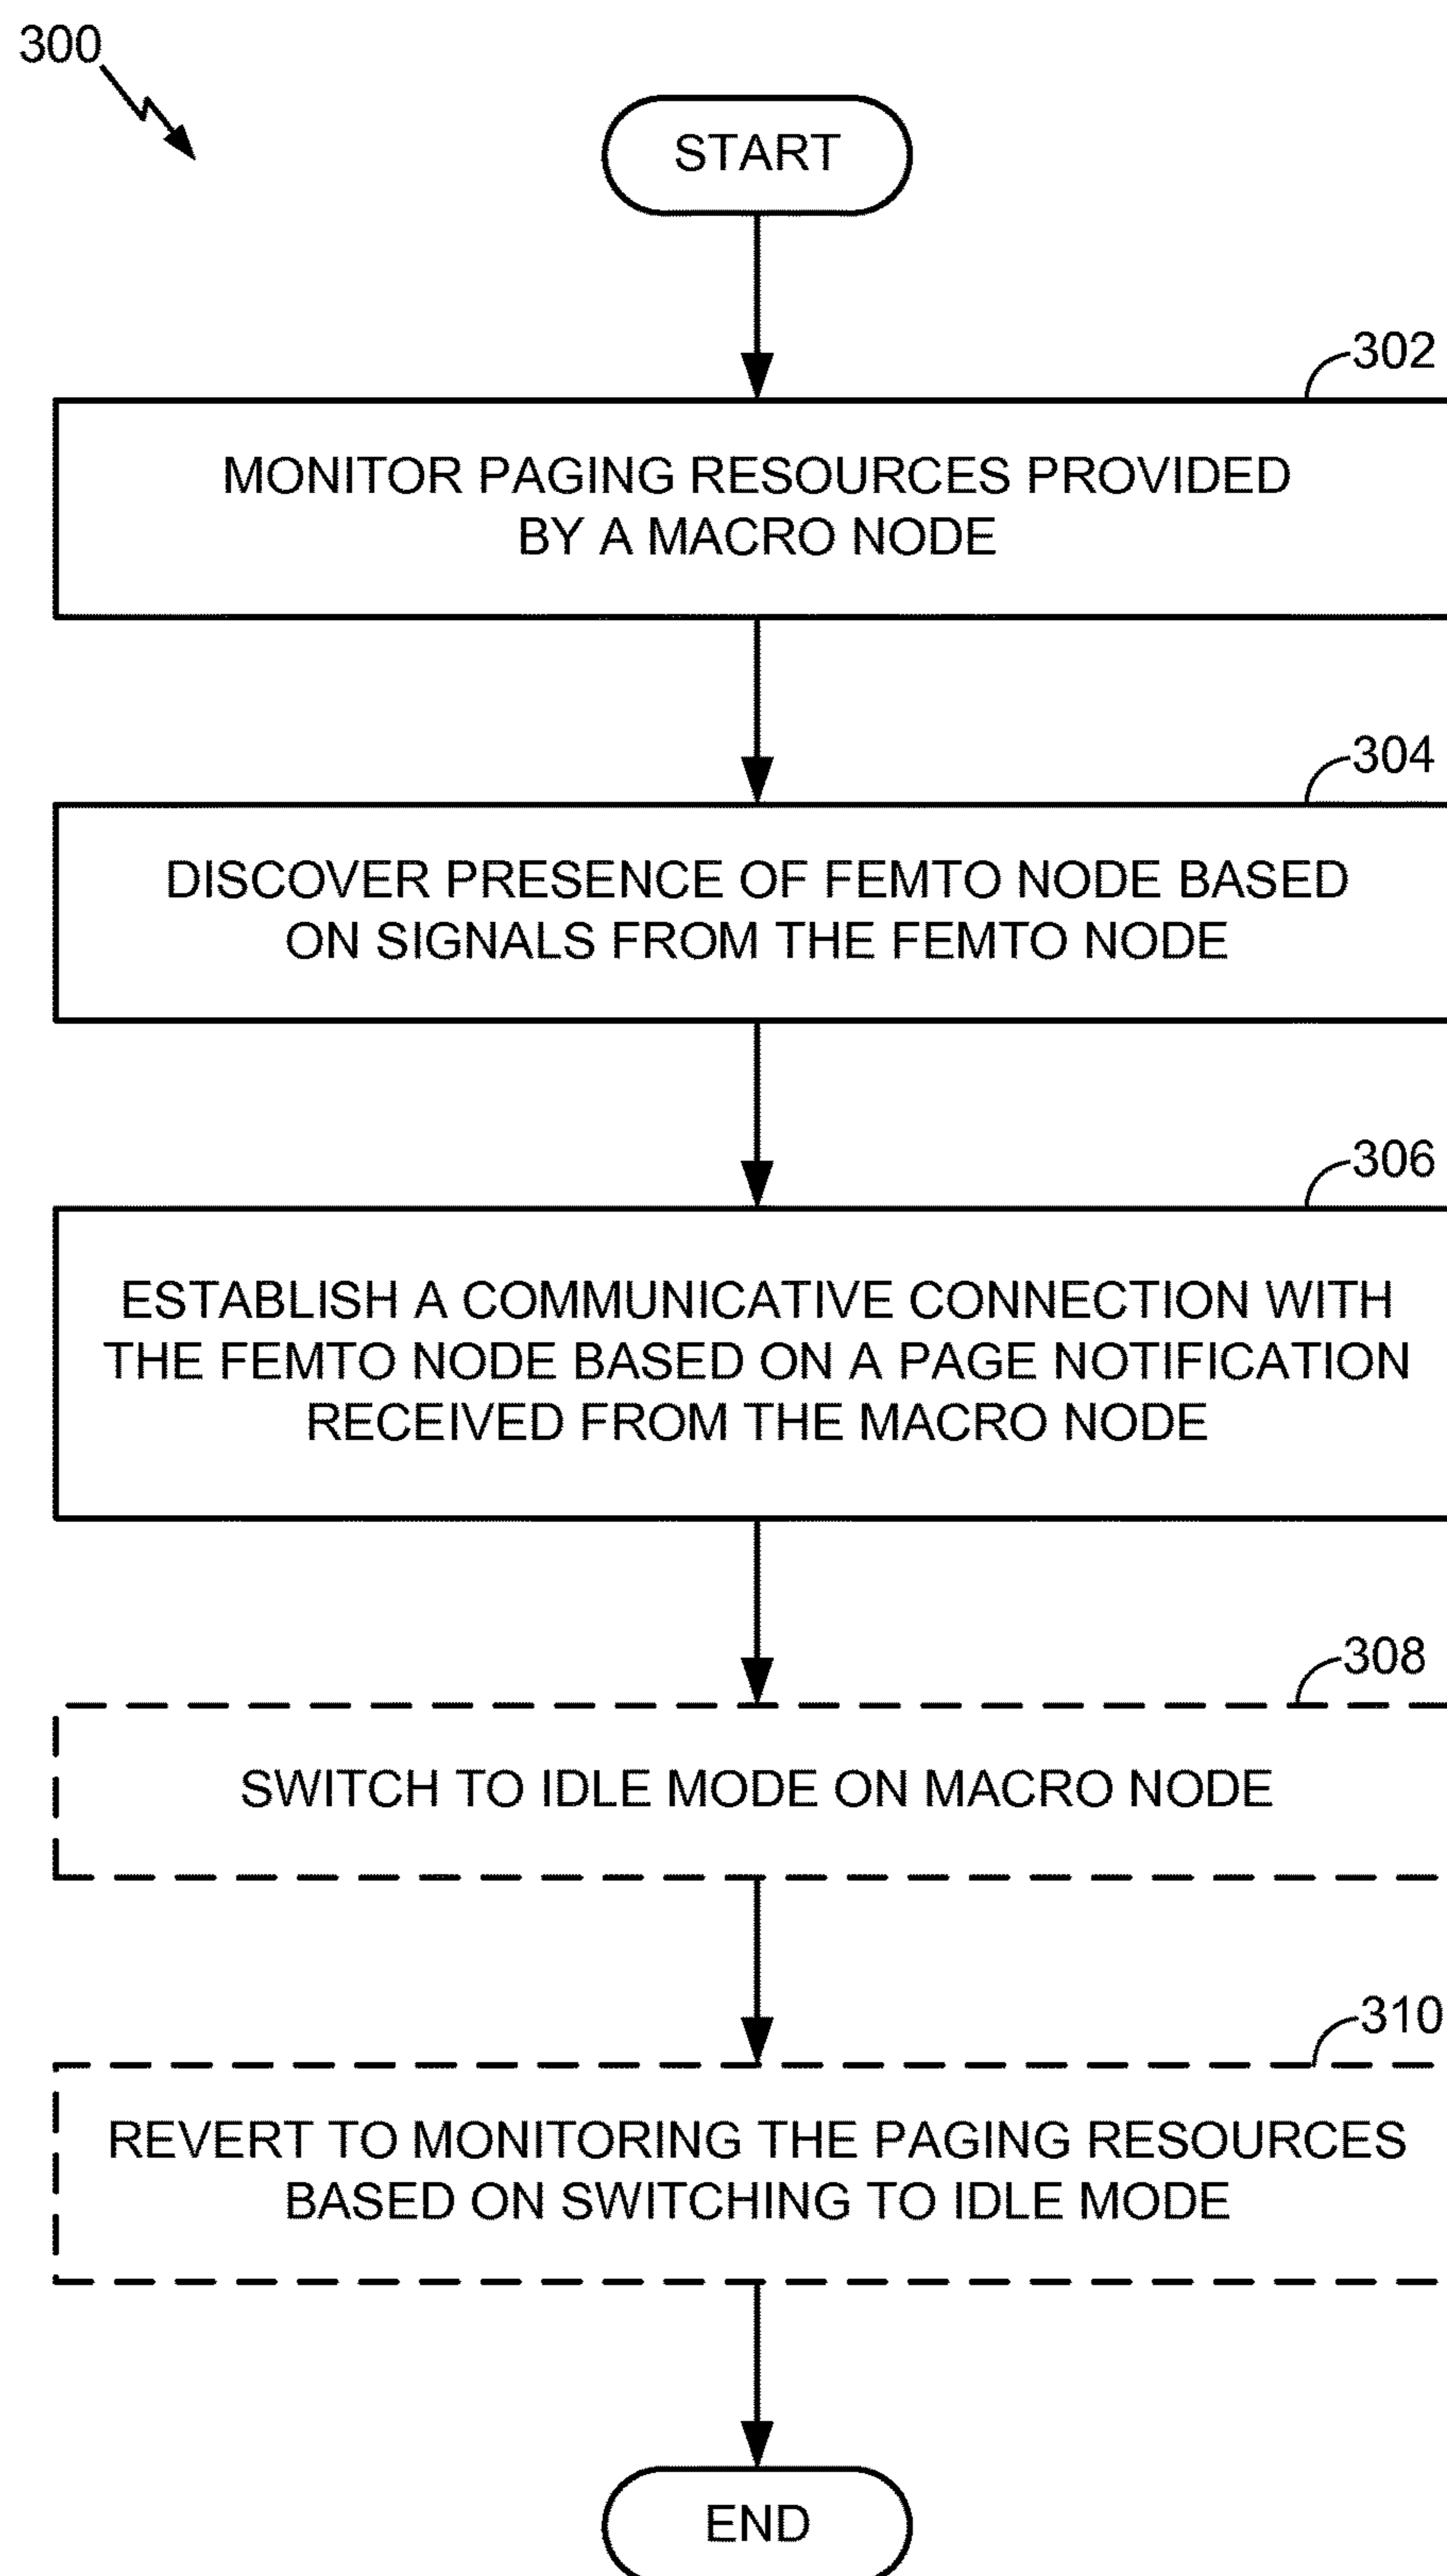 300
START
302
MONITOR PAGING RESOURCES PROVIDED
BY A MACRO NODE
304
DISCOVER PRESENCE OF FEMTO NODE BASED
ON SIGNALS FROM THE FEMTO NODE
306
ESTABLISH A COMMUNICATIVE CONNECTION WITH
THE FEMTO NODE BASED ON A PAGE NOTIFICATION
RECEIVED FROM THE MACRO NODE
308
SWITCH TO IDLE MODE ON MACRO NODE
310
REVERT TO MONITORING THE PAGING RESOURCES
BASED ON SWITCHING TO IDLE MODE
END